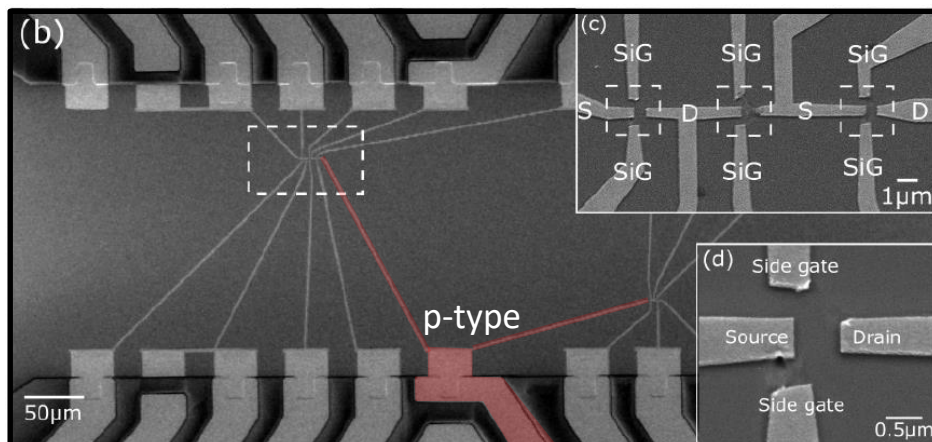 (b)
p-type
50μm
(c)
SiG SiG SiG
S D S D
SiG SiG SiG
1μm
(d)
Side gate
Source Drain
Side gate
0.5μm